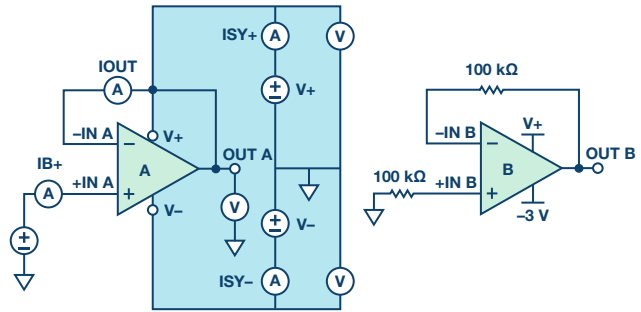 ISY+
A
V
IOUT
A
V+
100 kΩ
−IN A
V+
V+
−IN B
A
OUT A
B
OUT B
IB+
+IN A
100 kΩ
+IN B
A
V−
V
−3 V
V−
ISY−
A
V